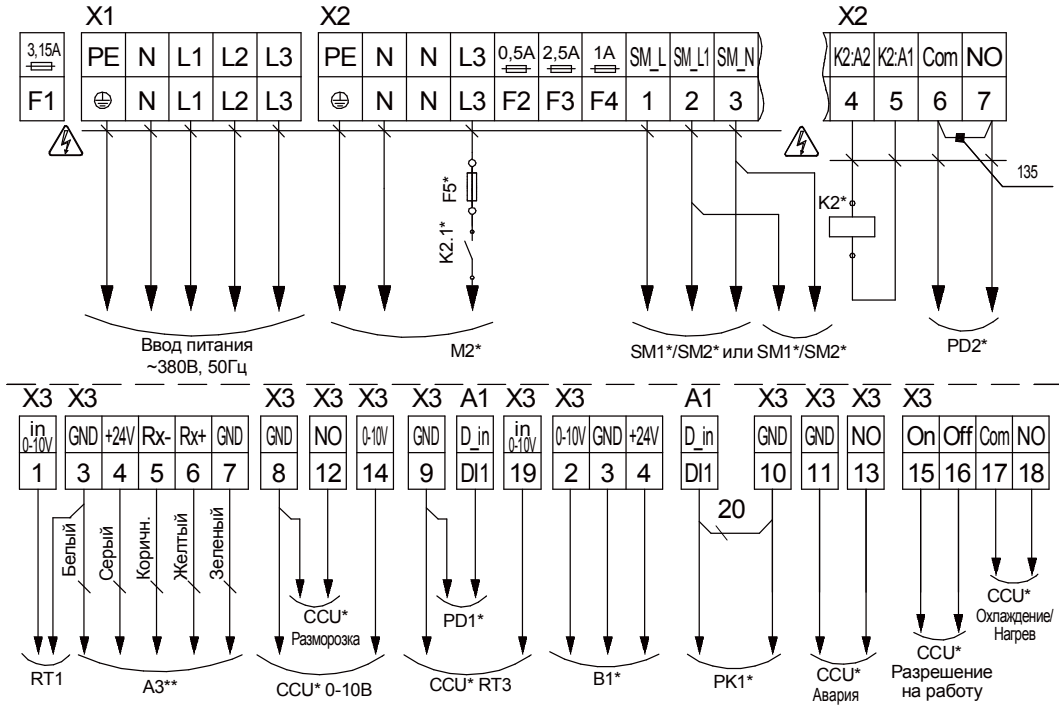 X1 X2 X2
3,15A PE N L1 L2 L3 PE N N L3 0,5A 2,5A 1A SM_L SM_L1 SM_N K2:A2 K2:A1 Com NO
F1 N L1 L2 L3 N N L3 F2 F3 F4 1 2 3 4 5 6 7
135
F5*
K2*
K2.1*
Ввод питания
~380В, 50Гц
M2*
SM1*/SM2* или SM1*/SM2*
PD2*
X3 X3 X3 X3 X3 X3 A1 X3 X3 A1 X3 X3 X3 X3
in 0-10V GND +24V Rx- Rx+ GND GND NO 0-10V GND D_in in 0-10V 0-10V GND +24V D_in GND GND NO On Off Com NO
1 3 4 5 6 7 8 12 14 9 DI1 19 2 3 4 DI1 10 11 13 15 16 17 18
20
Белый
Серый
Коричн.
Желтый
Зеленый
CCU*
Разморозка
PD1*
CCU*
Охлаждение/
Нагрев
RT1
A3**
CCU* 0-10В
CCU* RT3
B1*
PK1*
CCU*
Авария
CCU*
Разрешение
на работу